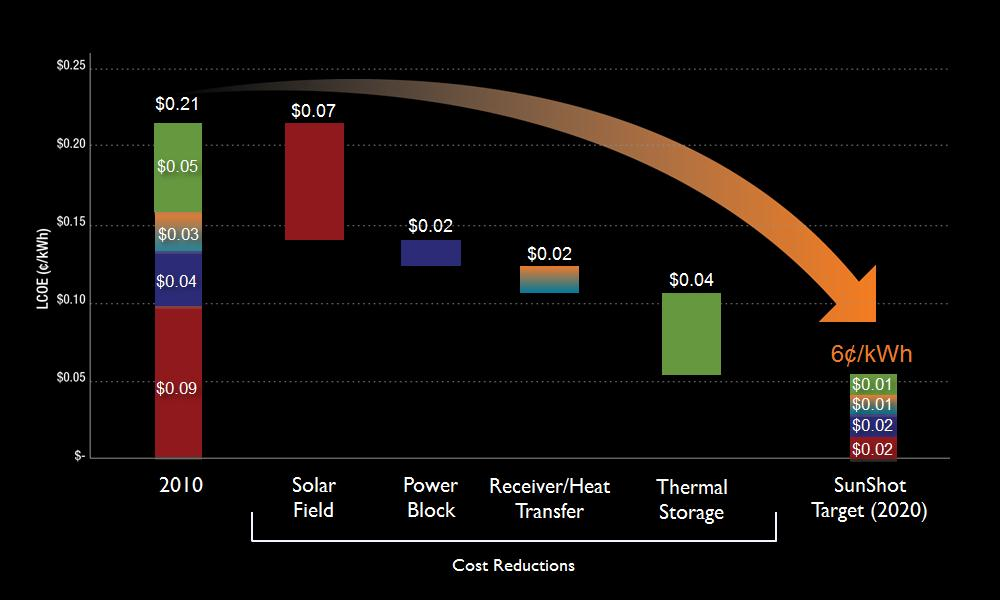 $0.25
$0.20
$0.15
$0.10
$0.05
$-
LCOE (¢/kWh)
$0.21
$0.05
$0.03
$0.04
$0.09
$0.07
$0.02
$0.02
$0.04
6¢/kWh
$0.01
$0.01
$0.02
$0.02
2010
Solar
Field
Power
Block
Receiver/Heat
Transfer
Thermal
Storage
SunShot
Target (2020)
Cost Reductions